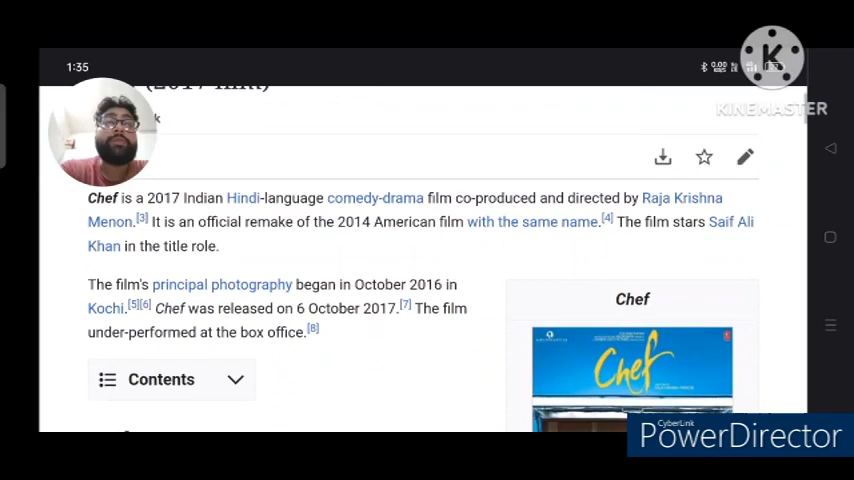 1:35
0.00
KINEMASTER
(2017 film)
k
Chef is a 2017 Indian Hindi-language comedy-drama film co-produced and directed by Raja Krishna
Menon.[3] It is an official remake of the 2014 American film with the same name.[4] The film stars Saif Ali
Khan in the title role.
The film's principal photography began in October 2016 in
Kochi.[5][6] Chef was released on 6 October 2017.[7] The film
under-performed at the box office.[8]
Contents
Chef
Chef
CyberLink
PowerDirector